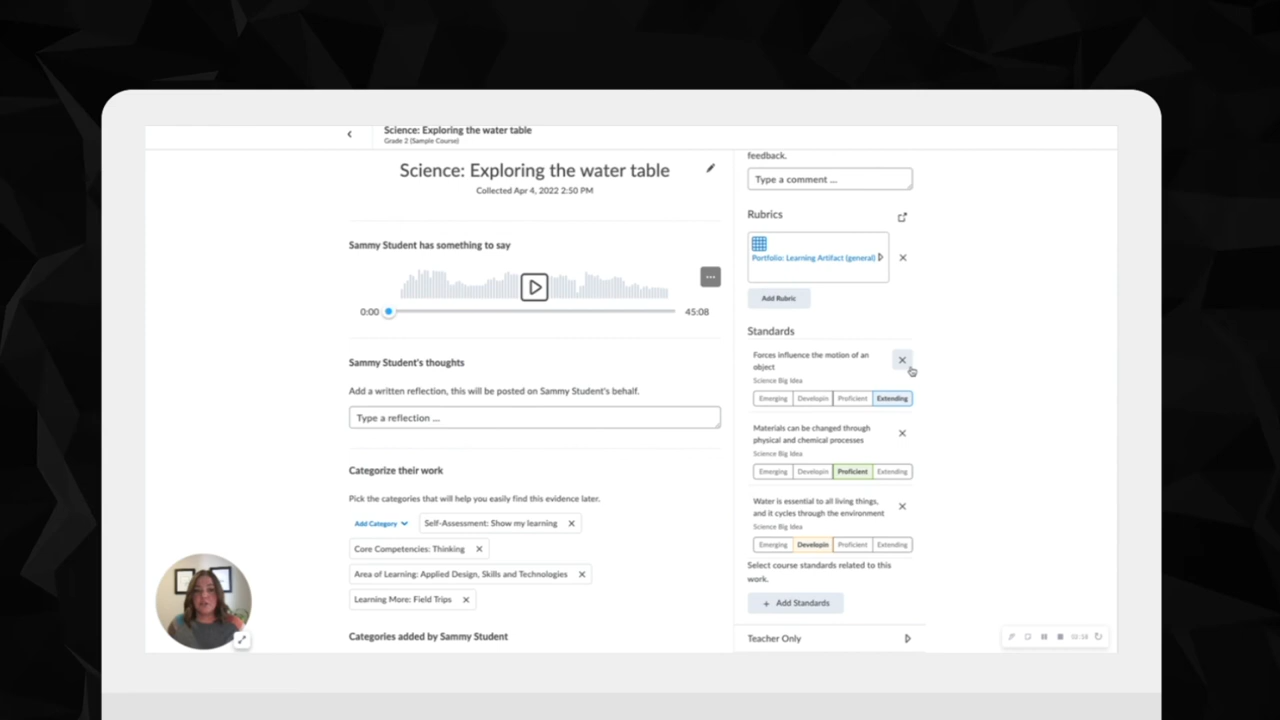 Science: Exploring the water table
Grade 2 (Sample Course)
Science: Exploring the water table
Collected Apr 4, 2022 2:50 PM
Sammy Student has something to say
...
0:00
45:08
Sammy Student's thoughts
Add a written reflection, this will be posted on Sammy Student's behalf.
Type a reflection ...
Categorize their work
Pick the categories that will help you easily find this evidence later.
Add Category Self-Assessment: Show my learning
Core Competencies: Thinking
Area of Learning: Applied Design, Skills and Technologies
Learning More: Field Trips
Categories added by Sammy Student
feedback.
Type a comment ...
Rubrics
Portfolio: Learning Artifact (general)
Add Rubric
Standards
Forces influence the motion of an
object
Science Big Idea
Emerging Developin Proficient Extending
Materials can be changed through
physical and chemical processes
Science Big Idea
Emerging Developin Proficient Extending
Water is essential to all living things,
and it cycles through the environment
Science Big Idea
Emerging Developin Proficient Extending
Select course standards related to this
work.
+ Add Standards
Teacher Only